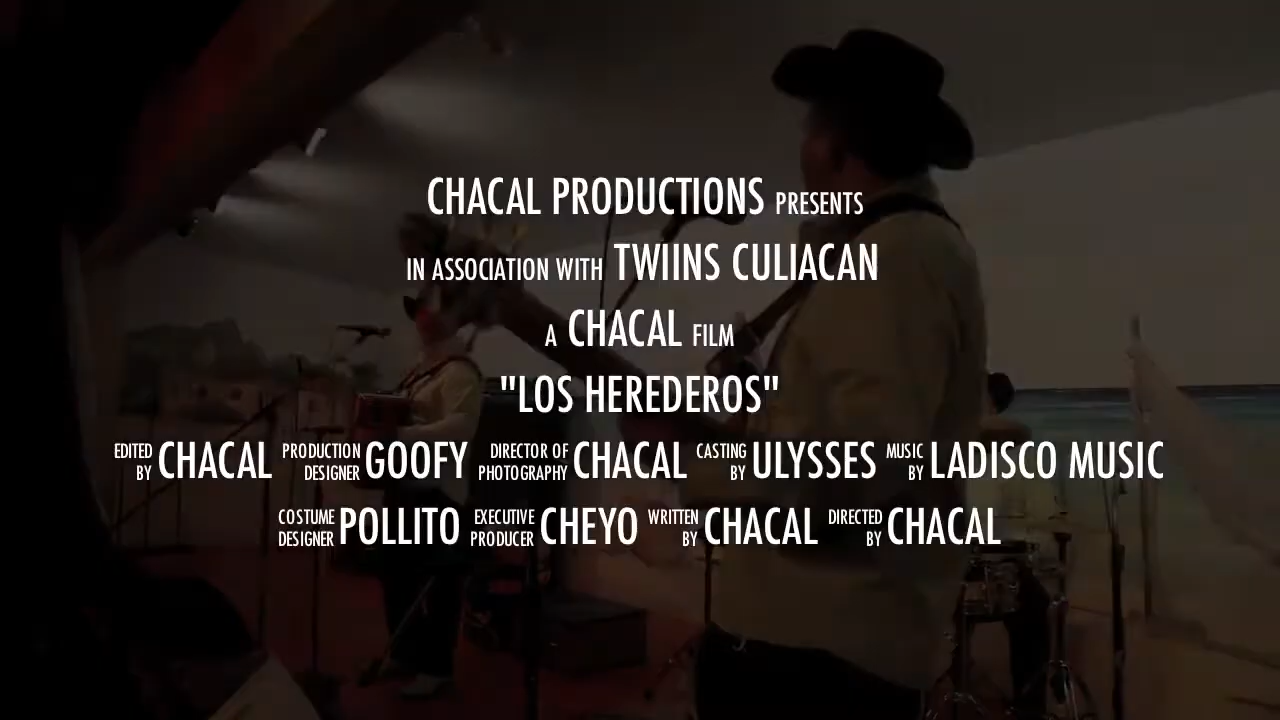 CHACAL PRODUCTIONS PRESENTS
IN ASSOCIATION WITH TWIINS CULIACAN
A CHACAL FILM
"LOS HEREDEROS"
EDITED BY CHACAL PRODUCTION DESIGNER GOOFY DIRECTOR OF PHOTOGRAPHY CHACAL CASTING BY ULYSSES MUSIC BY LADISCO MUSIC
COSTUME DESIGNER POLLITO EXECUTIVE PRODUCER CHEYO WRITTEN BY CHACAL DIRECTED BY CHACAL